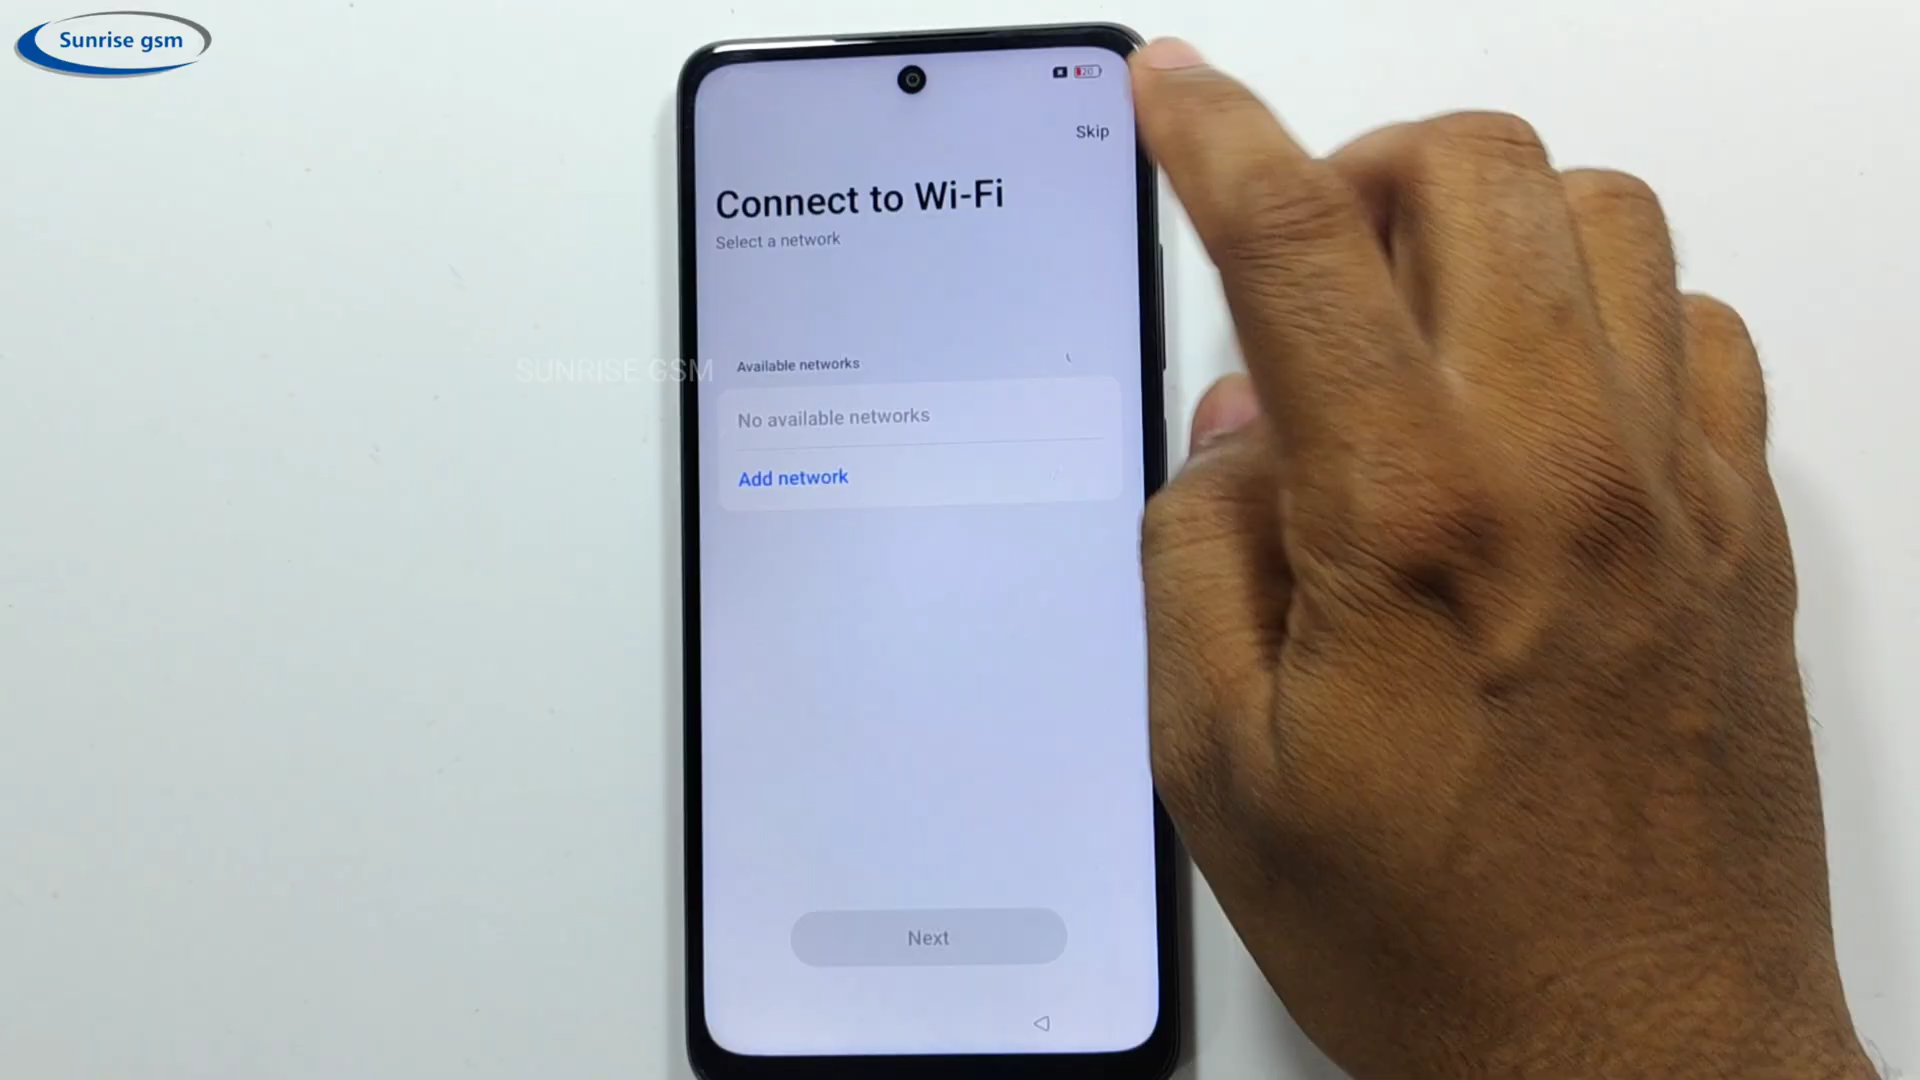 Sunrise gsm
20
Skip
Connect to Wi-Fi
Select a network
SUNRISE GSM
Available networks
No available networks
Add network
Next